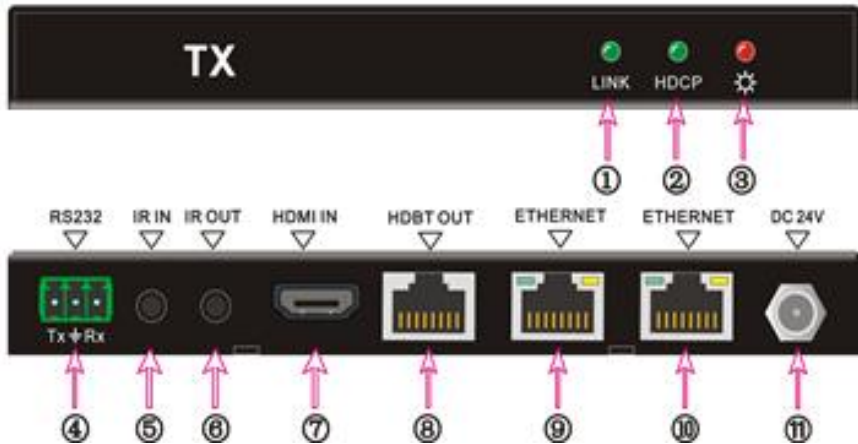 TX
LINK HDCP
① ② ③
RS232 IR IN IR OUT HDMI IN HDBT OUT ETHERNET ETHERNET DC 24V
Tx Rx
④ ⑤ ⑥ ⑦ ⑧ ⑨ ⑩ ⑪